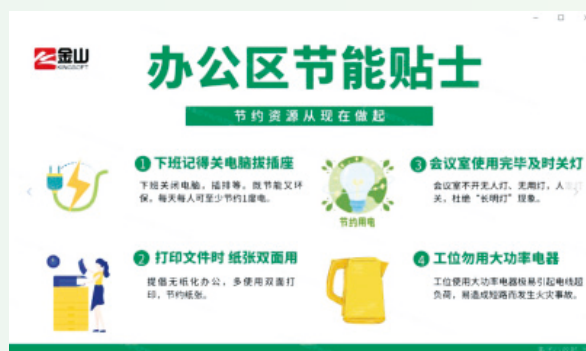 金山
KINGSOFT
办公区节能贴士
节约资源从现在做起
1 下班记得关电脑拔插座
下班关闭电脑，插排等，既节能又环
保，每天每人可至少节约1度电。
2 打印文件时 纸张双面用
提倡无纸化办公，多使用双面打
印，节约纸张。
节约用电
3 会议室使用完毕及时关灯
会议室不开无人灯、无用灯，人
关，杜绝“长明灯”现象。
4 工位勿用大功率电器
工位使用大功率电器极易引起电线超
负荷，易造成短路而发生火灾事故。